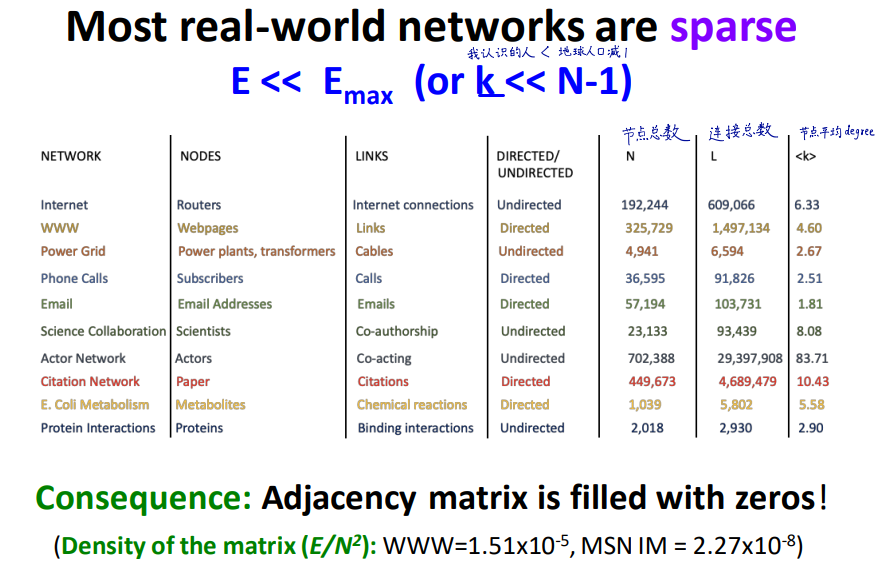 Most real-world networks are sparse
我认识的人 < 地球人口减1
E << Emax (or k << N-1)
节点总数 连接总数 节点平均degree
NETWORK NODES LINKS DIRECTED/UNDIRECTED N L <k>
Internet Routers Internet connections Undirected 192,244 609,066 6.33
WWW Webpages Links Directed 325,729 1,497,134 4.60
Power Grid Power plants, transformers Cables Undirected 4,941 6,594 2.67
Phone Calls Subscribers Calls Directed 36,595 91,826 2.51
Email Email Addresses Emails Directed 57,194 103,731 1.81
Science Collaboration Scientists Co-authorship Undirected 23,133 93,439 8.08
Actor Network Actors Co-acting Undirected 702,388 29,397,908 83.71
Citation Network Paper Citations Directed 449,673 4,689,479 10.43
E. Coli Metabolism Metabolites Chemical reactions Directed 1,039 5,802 5.58
Protein Interactions Proteins Binding interactions Undirected 2,018 2,930 2.90
Consequence: Adjacency matrix is filled with zeros!
(Density of the matrix (E/N²): WWW=1.51x10⁻⁵, MSN IM = 2.27x10⁻⁸)